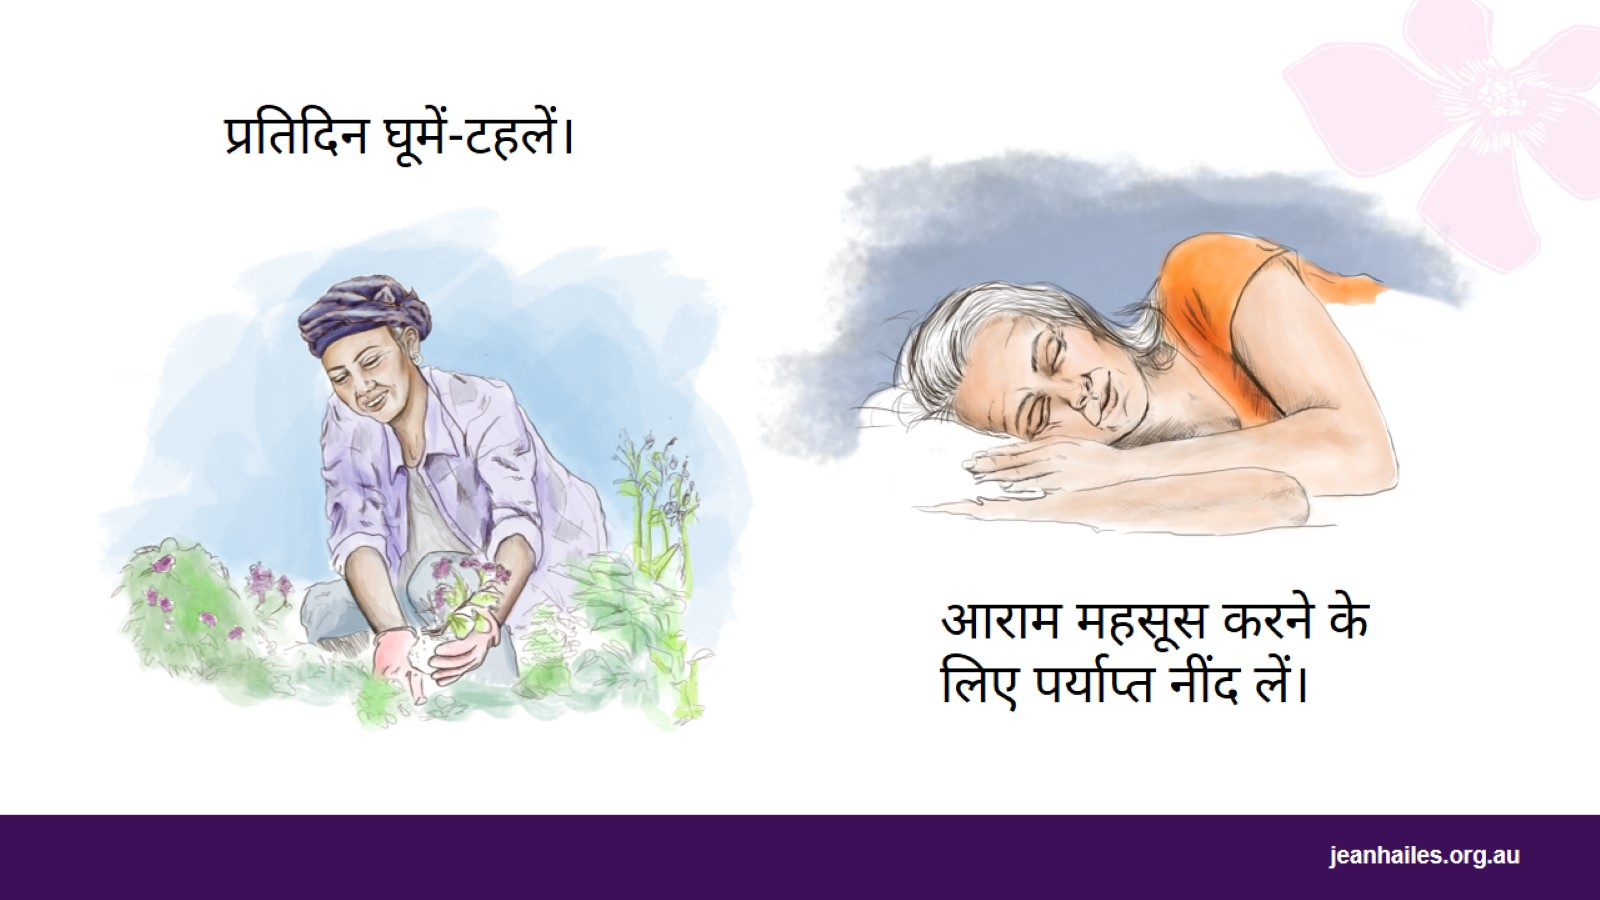 प्रतिदिन घूमें-टहलें।
आराम महसूस करने के
लिए पर्याप्त नींद लें।
jeanhailes.org.au